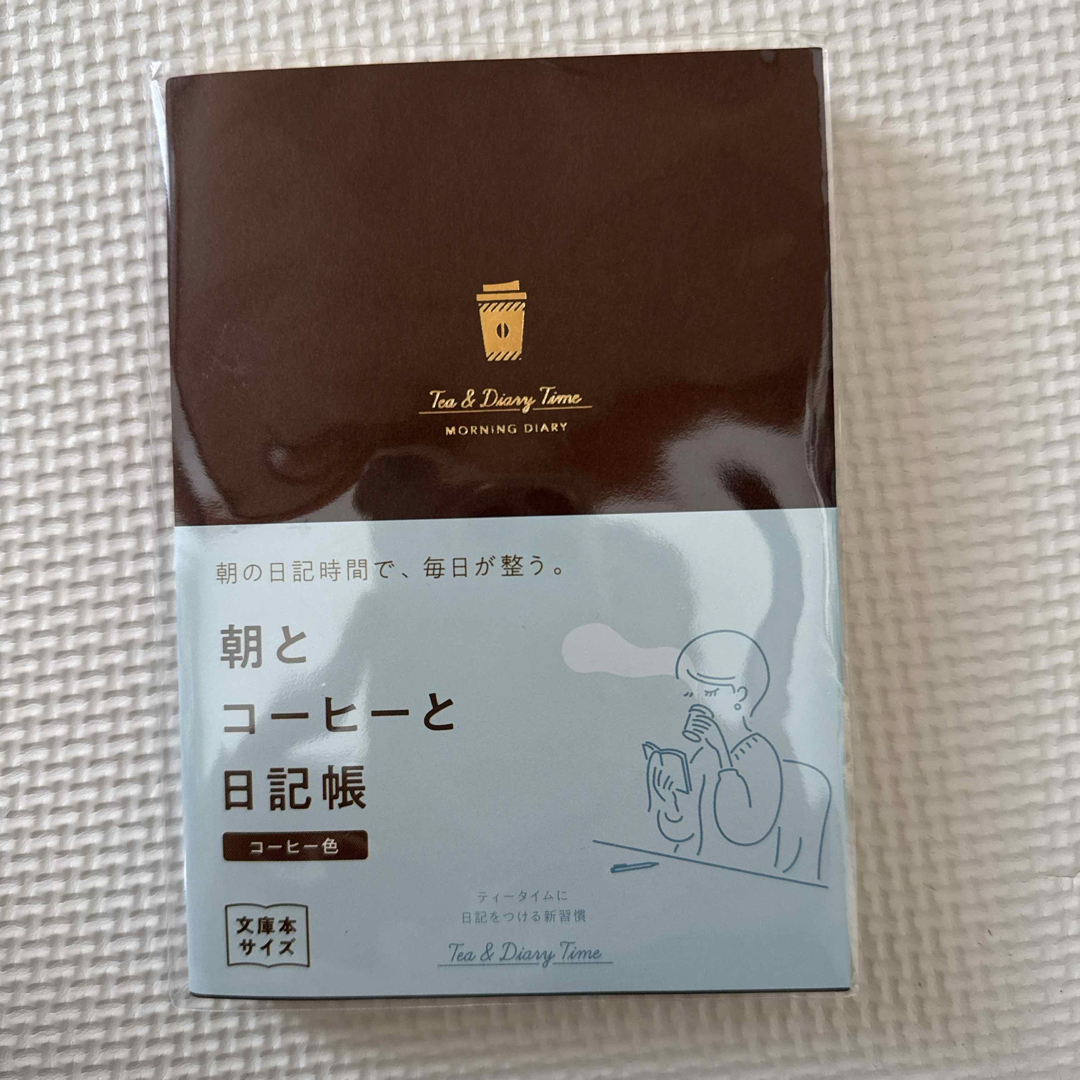 Tea & Diary Time
MORNING DIARY
朝の日記時間で、毎日が整う。
朝と
コーヒーと
日記帳
コーヒー色
文庫本
サイズ
ティータイムに
日記をつける新習慣
Tea & Diary Time